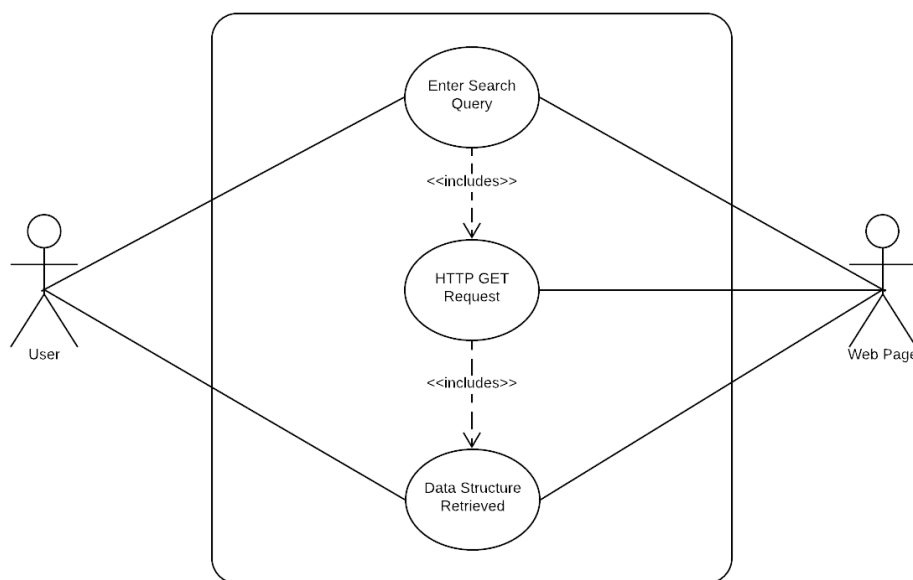 Enter Search
Query
<<includes>>
HTTP GET
Request
User
Web Page
<<includes>>
Data Structure
Retrieved